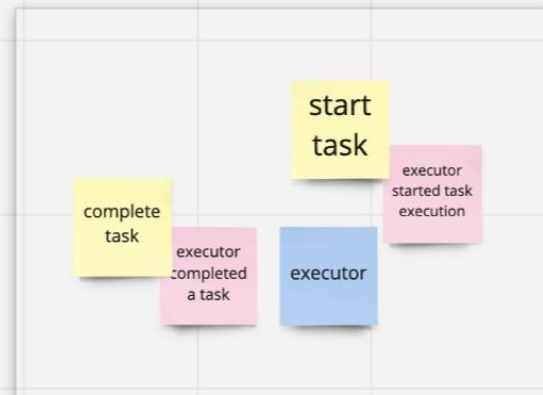 start
task
executor
started task
execution
complete
task
executor
completed
a task
executor